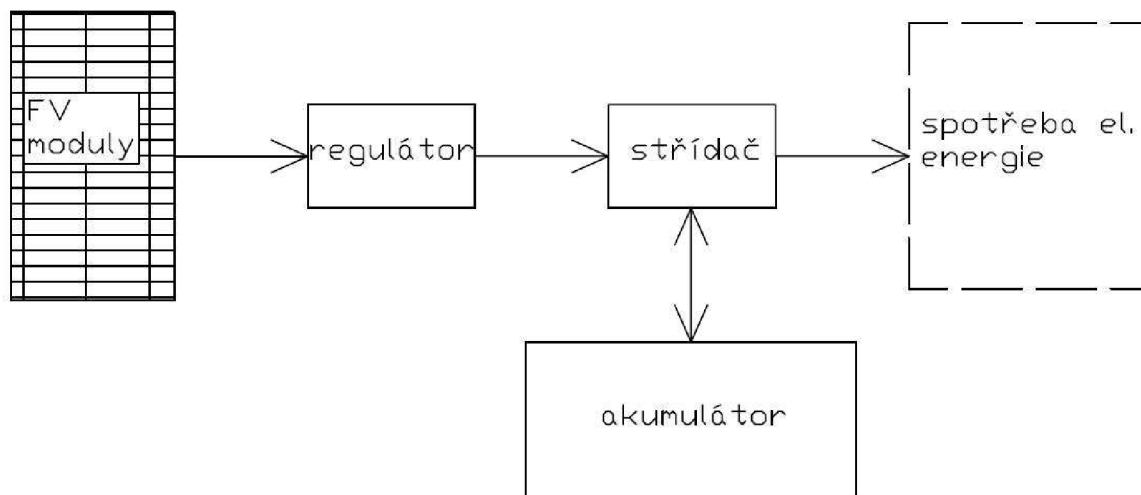 FV
moduly
regulátor
střídač
spotřeba el.
energie
akumulátor